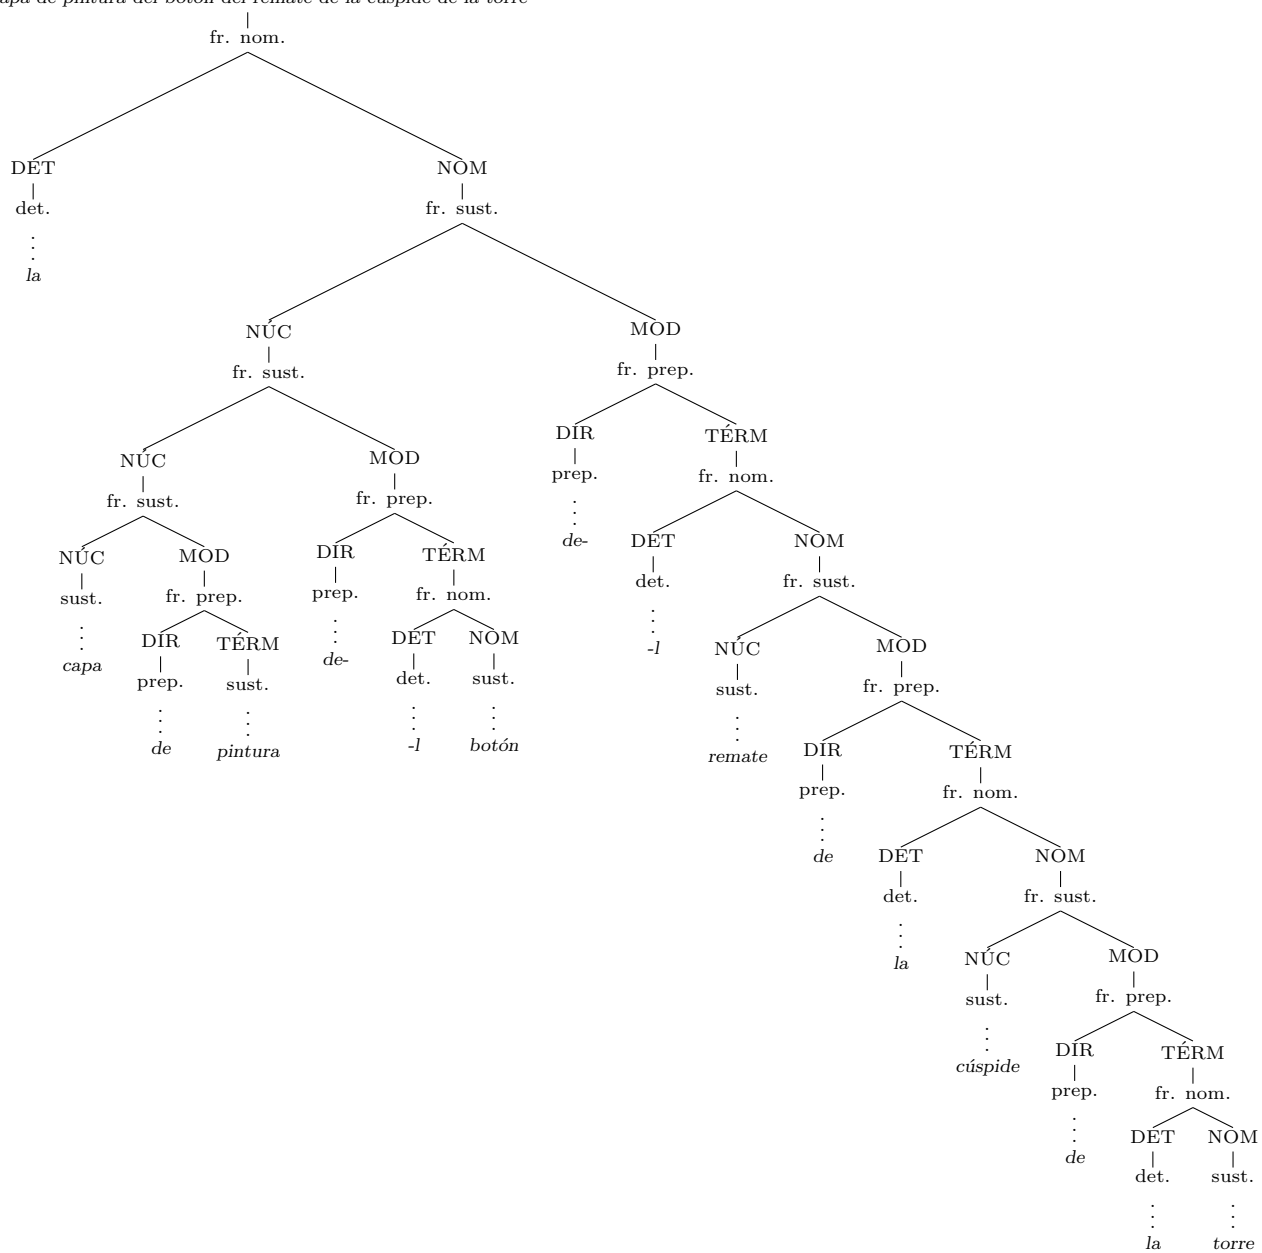 de pintura del botón del remate de la cúspide de la torre
fr. nom.
DET NOM
det. fr. sust.
la
NÚC MOD
fr. sust. fr. prep.
DIR TÉRM
prep. fr. nom.
de-
NÚC MOD
fr. sust. fr. prep.
DET NOM
det. fr. sust.
-l
NÚC MOD DIR TÉRM
sust. fr. prep. prep. fr. nom.
capa de-
DIR TÉRM DET NOM
prep. sust. det. sust.
de pintura -l botón
NÚC MOD
sust. fr. prep.
remate
DIR TÉRM
prep. fr. nom.
de
DET NOM
det. fr. sust.
la
NÚC MOD
sust. fr. prep.
cúspide
DIR TÉRM
prep. fr. nom.
de
DET NOM
det. sust.
la torre